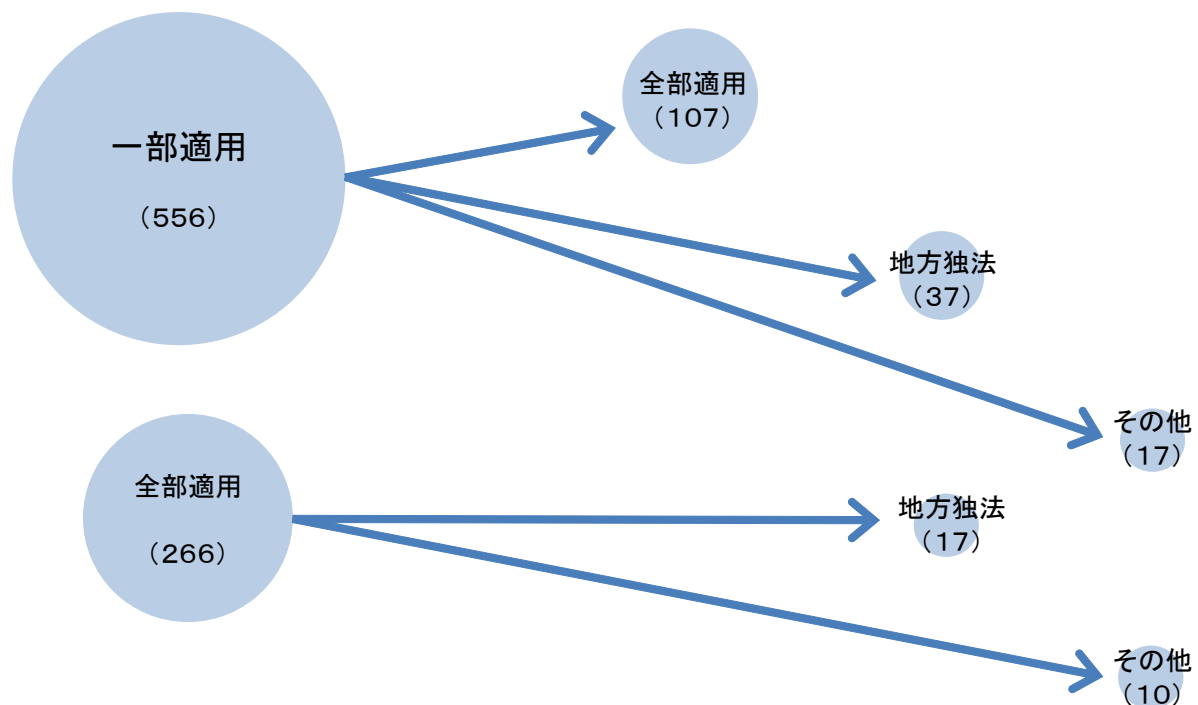 一部適用
（556）
全部適用
（107）
地方独法
（37）
その他
（17）
全部適用
（266）
地方独法
（17）
その他
（10）